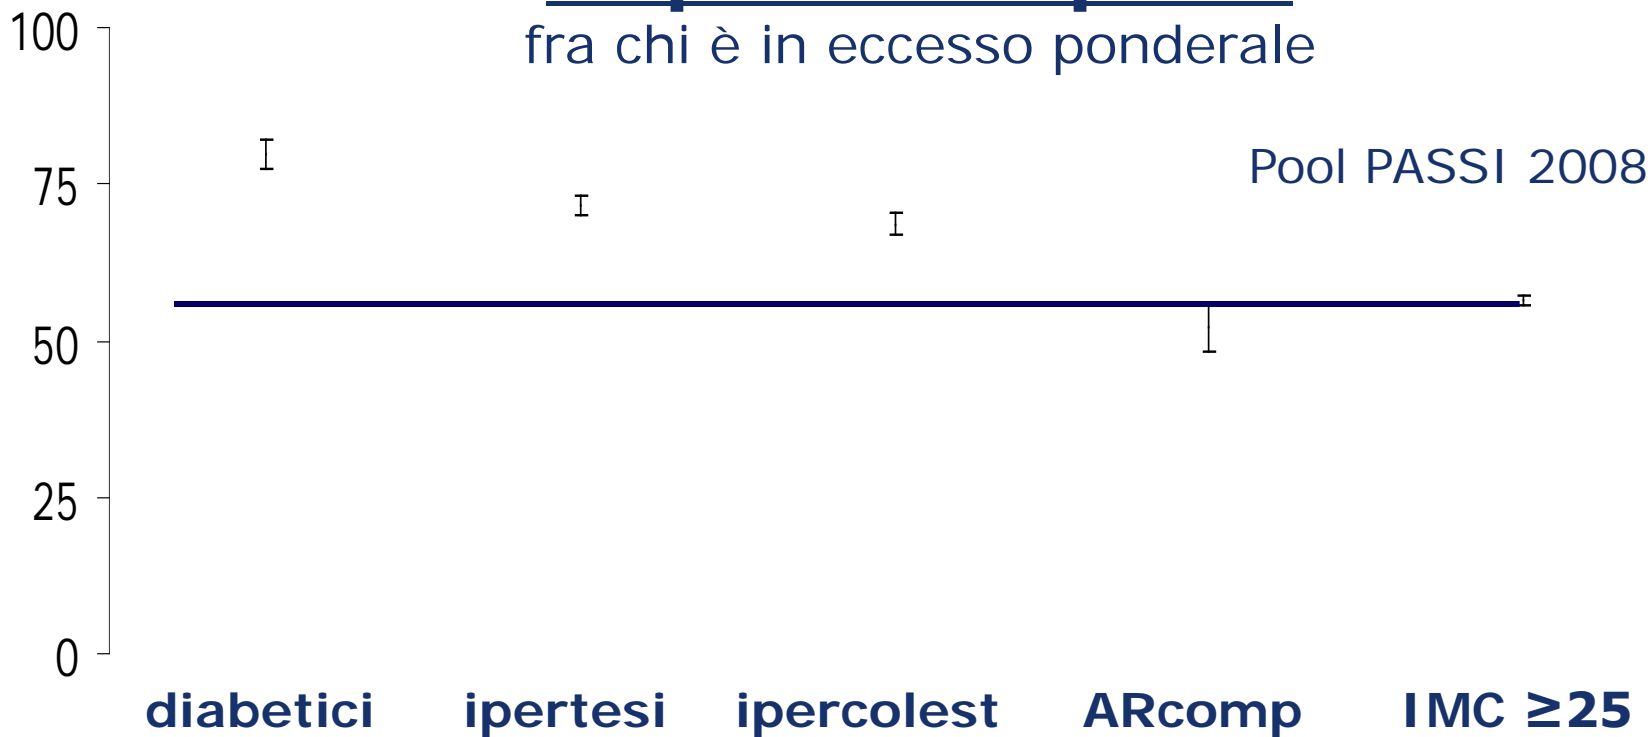 fra chi è in eccesso ponderale
Pool PASSI 2008
100
75
50
25
0
diabetici ipertesi ipercolest ARcomp IMC ≥25